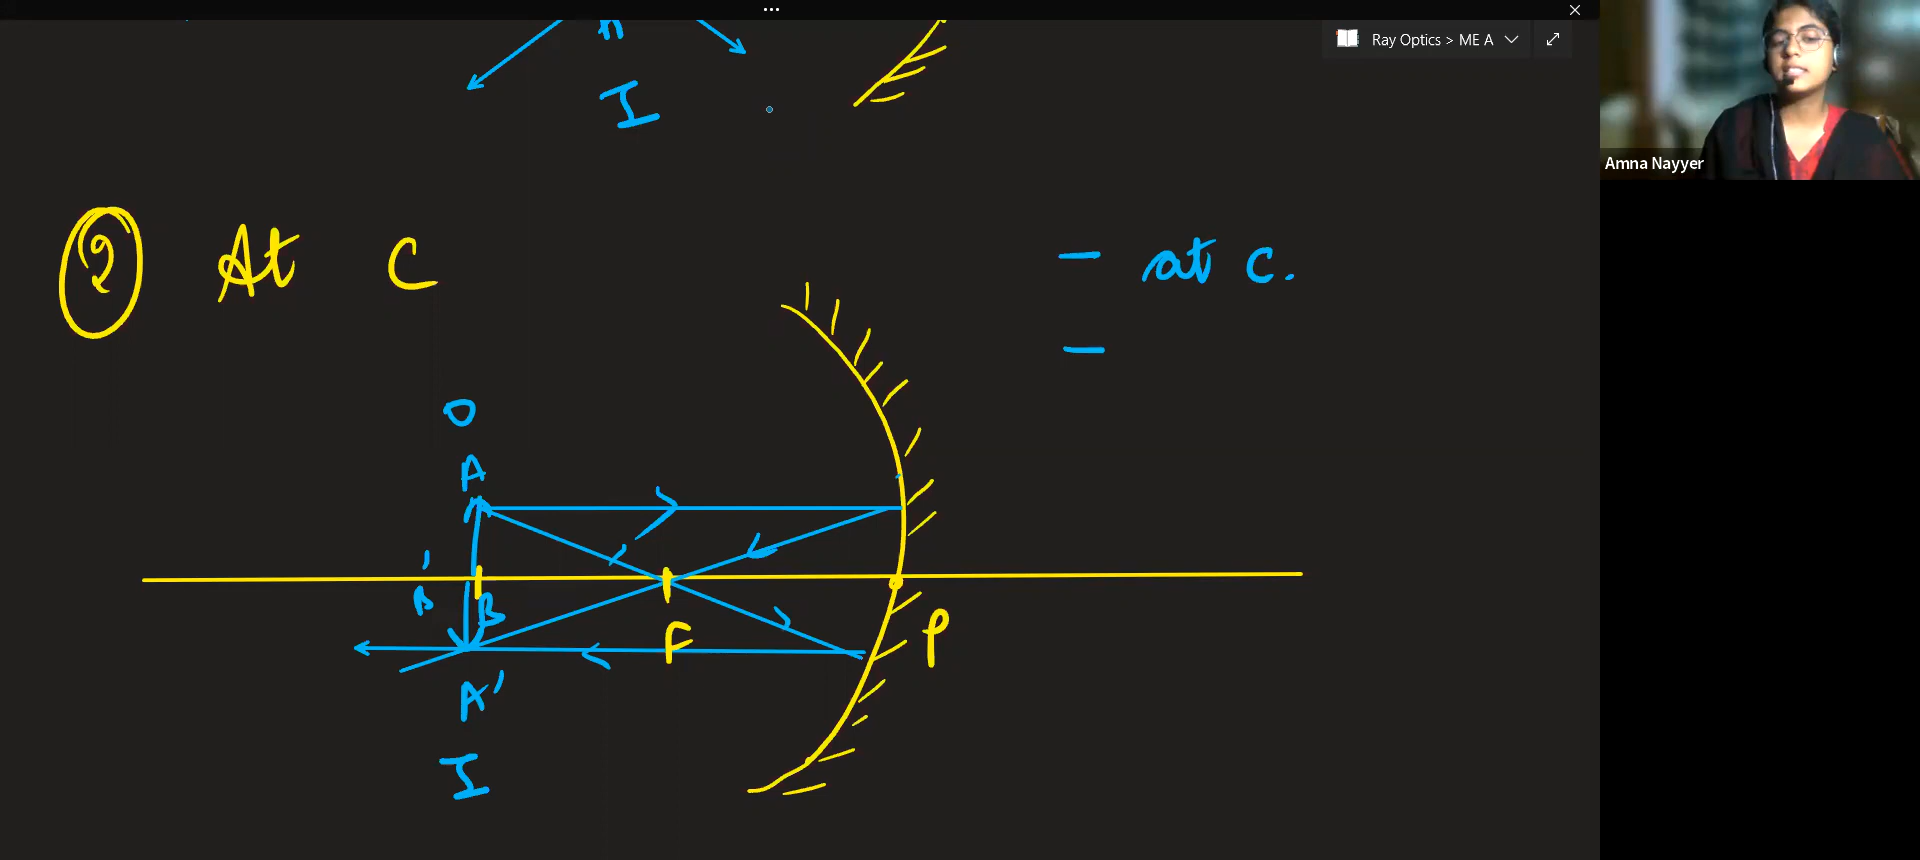 Ray Optics > ME A
Amna Nayyer
I
2 At C
- at c.
-
O
A
B'
B
F
P
A'
I